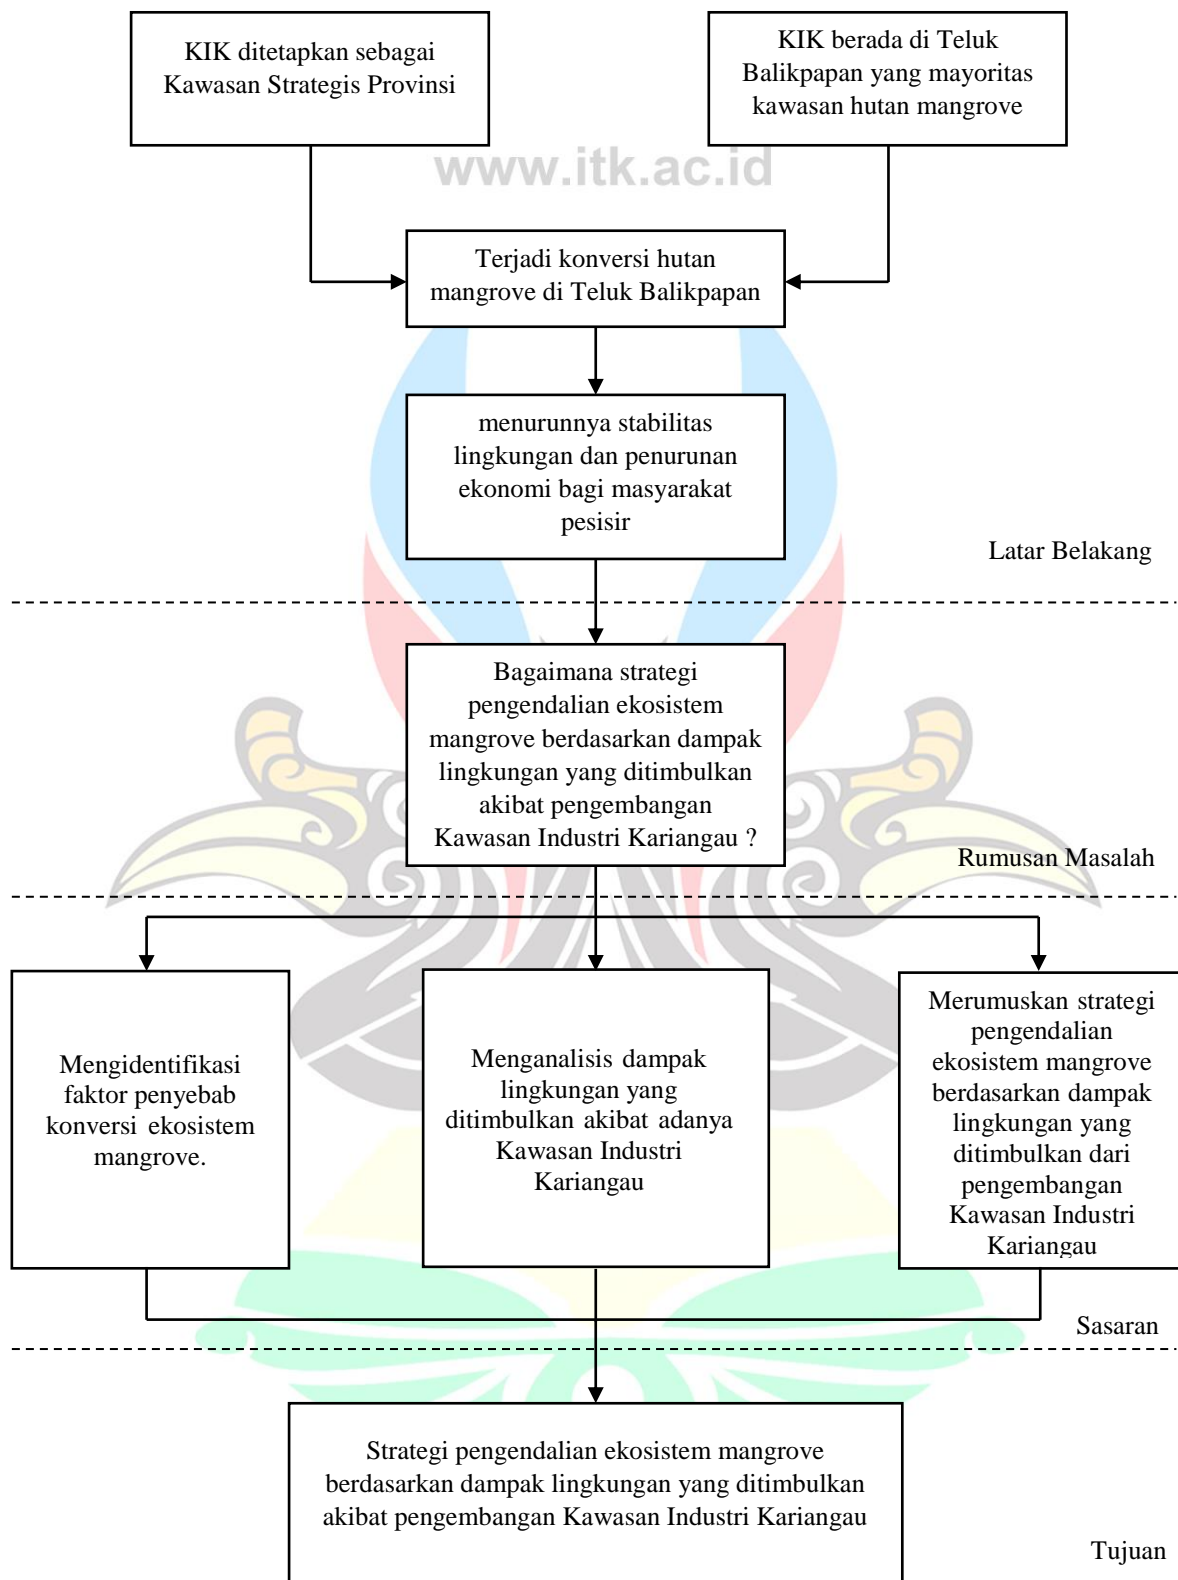 KIK ditetapkan sebagai
Kawasan Strategis Provinsi
KIK berada di Teluk
Balikpapan yang mayoritas
kawasan hutan mangrove
www.itk.ac.id
Terjadi konversi hutan
mangrove di Teluk Balikpapan
menurunnya stabilitas
lingkungan dan penurunan
ekonomi bagi masyarakat
pesisir
Latar Belakang
Bagaimana strategi
pengendalian ekosistem
mangrove berdasarkan dampak
lingkungan yang ditimbulkan
akibat pengembangan
Kawasan Industri Kariangau ?
Rumusan Masalah
Mengidentifikasi
faktor penyebab
konversi ekosistem
mangrove.
Menganalisis dampak
lingkungan yang
ditimbulkan akibat adanya
Kawasan Industri
Kariangau
Merumuskan strategi
pengendalian
ekosistem mangrove
berdasarkan dampak
lingkungan yang
ditimbulkan dari
pengembangan
Kawasan Industri
Kariangau
Sasaran
Strategi pengendalian ekosistem mangrove
berdasarkan dampak lingkungan yang ditimbulkan
akibat pengembangan Kawasan Industri Kariangau
Tujuan